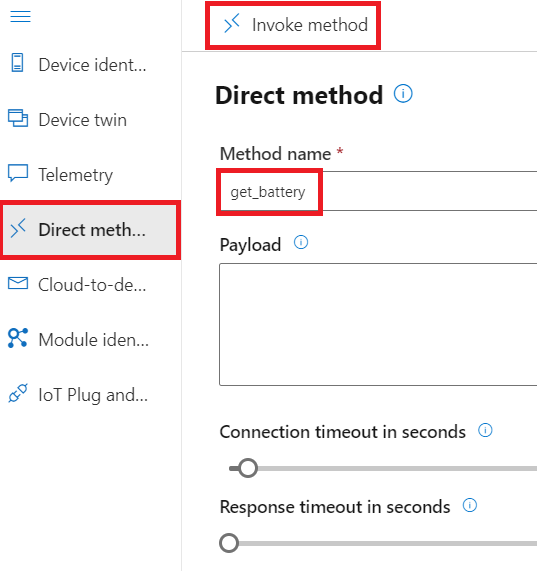 Device ident...
Device twin
Telemetry
Direct meth...
Cloud-to-de...
Module iden...
IoT Plug and...
Invoke method
Direct method
Method name *
get_battery
Payload
Connection timeout in seconds
Response timeout in seconds